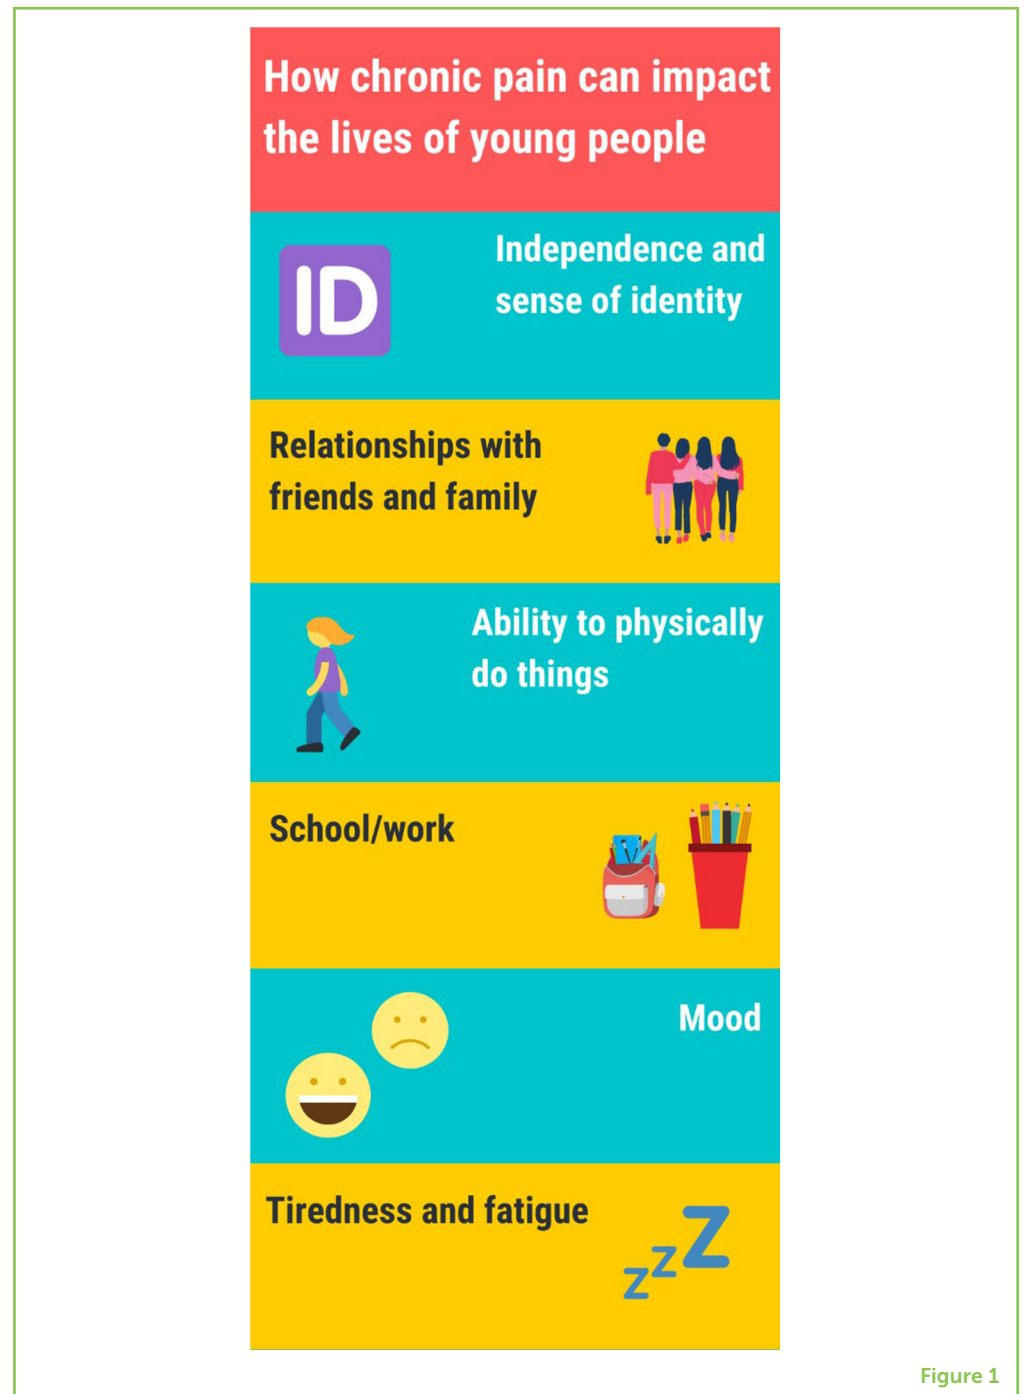 How chronic pain can impact
the lives of young people
ID
Independence and
sense of identity
Relationships with
friends and family
Ability to physically
do things
School/work
Mood
Tiredness and fatigue
zzZ
Figure 1